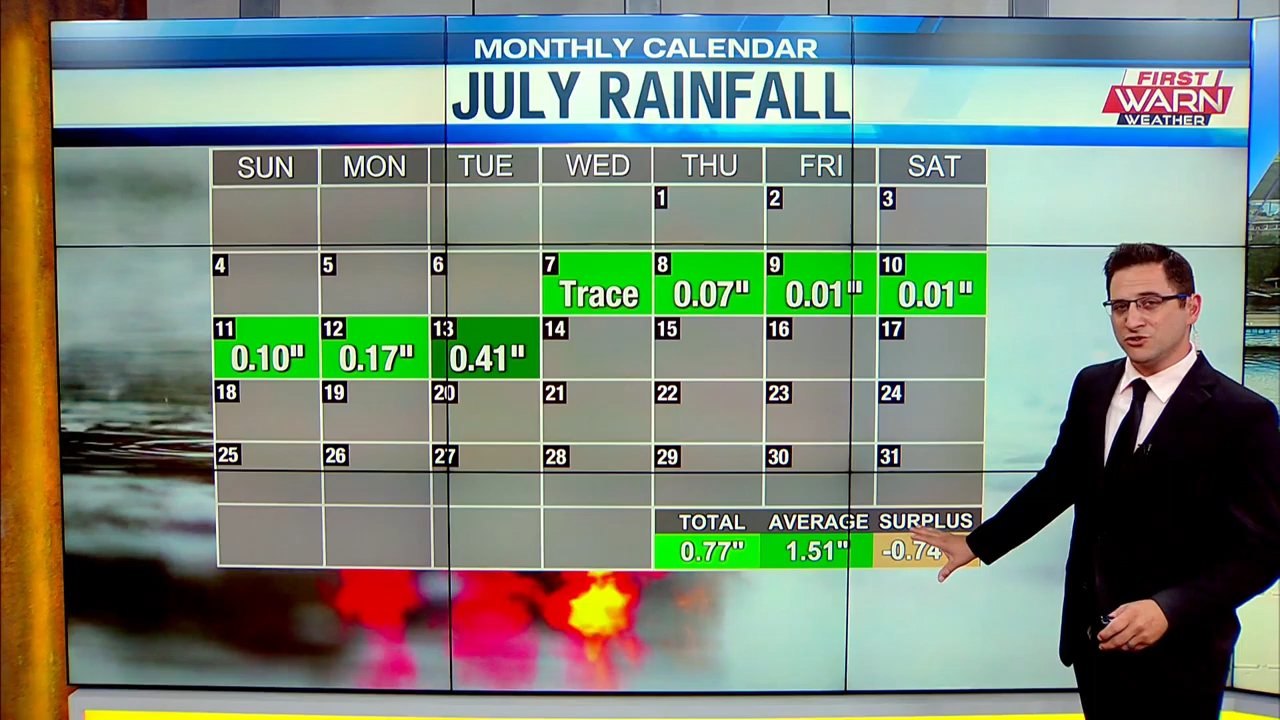 MONTHLY CALENDAR
JULY RAINFALL
FIRST
WARN
WEATHER
SUN MON TUE WED THU FRI SAT
1 2 3
4 5 6 7 8 9 10
Trace 0.07" 0.01" 0.01"
11 12 13 14 15 16 17
0.10" 0.17" 0.41"
18 19 20 21 22 23 24
25 26 27 28 29 30 31
TOTAL AVERAGE SURPLUS
0.77" 1.51" -0.74